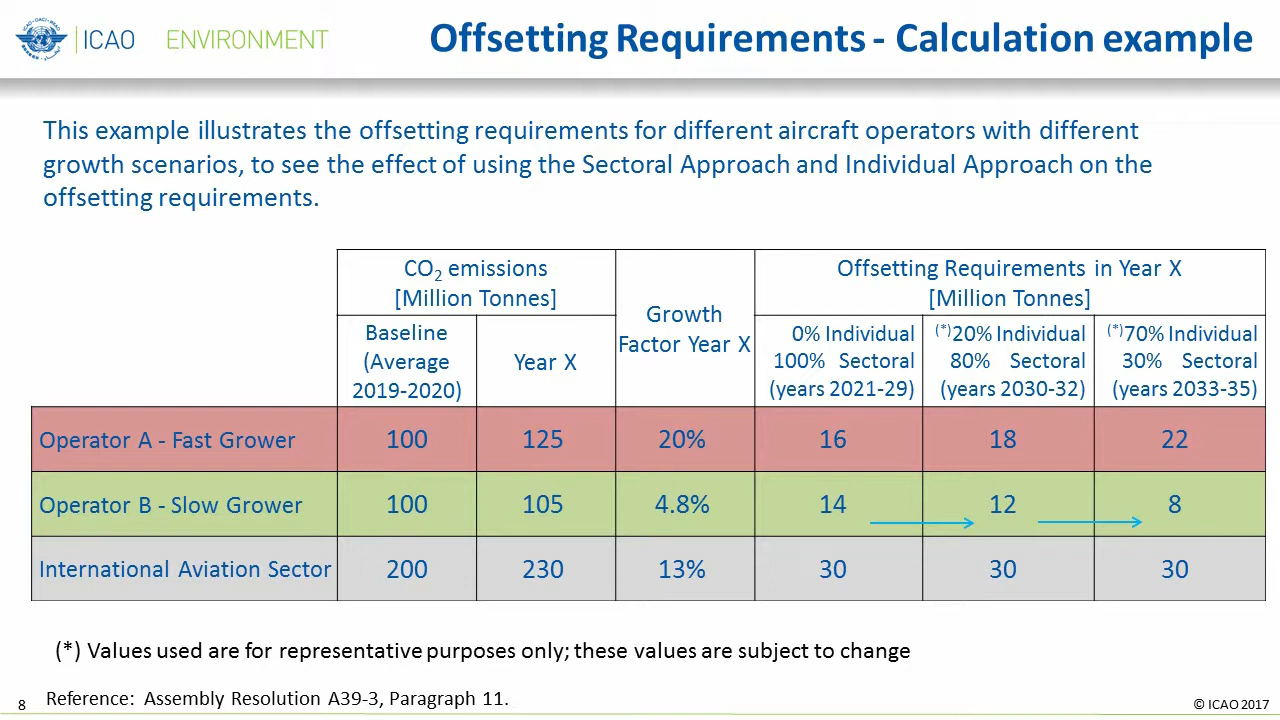 ICAO ENVIRONMENT
Offsetting Requirements - Calculation example
This example illustrates the offsetting requirements for different aircraft operators with different
growth scenarios, to see the effect of using the Sectoral Approach and Individual Approach on the
offsetting requirements.
CO2 emissions
[Million Tonnes]
Growth
Factor Year X
Offsetting Requirements in Year X
[Million Tonnes]
Baseline
(Average
2019-2020)
Year X
0% Individual
100% Sectoral
(years 2021-29)
(*)20% Individual
80% Sectoral
(years 2030-32)
(*)70% Individual
30% Sectoral
(years 2033-35)
Operator A - Fast Grower 100 125 20% 16 18 22
Operator B - Slow Grower 100 105 4.8% 14 12 8
International Aviation Sector 200 230 13% 30 30 30
(*) Values used are for representative purposes only; these values are subject to change
Reference: Assembly Resolution A39-3, Paragraph 11.
8
© ICAO 2017